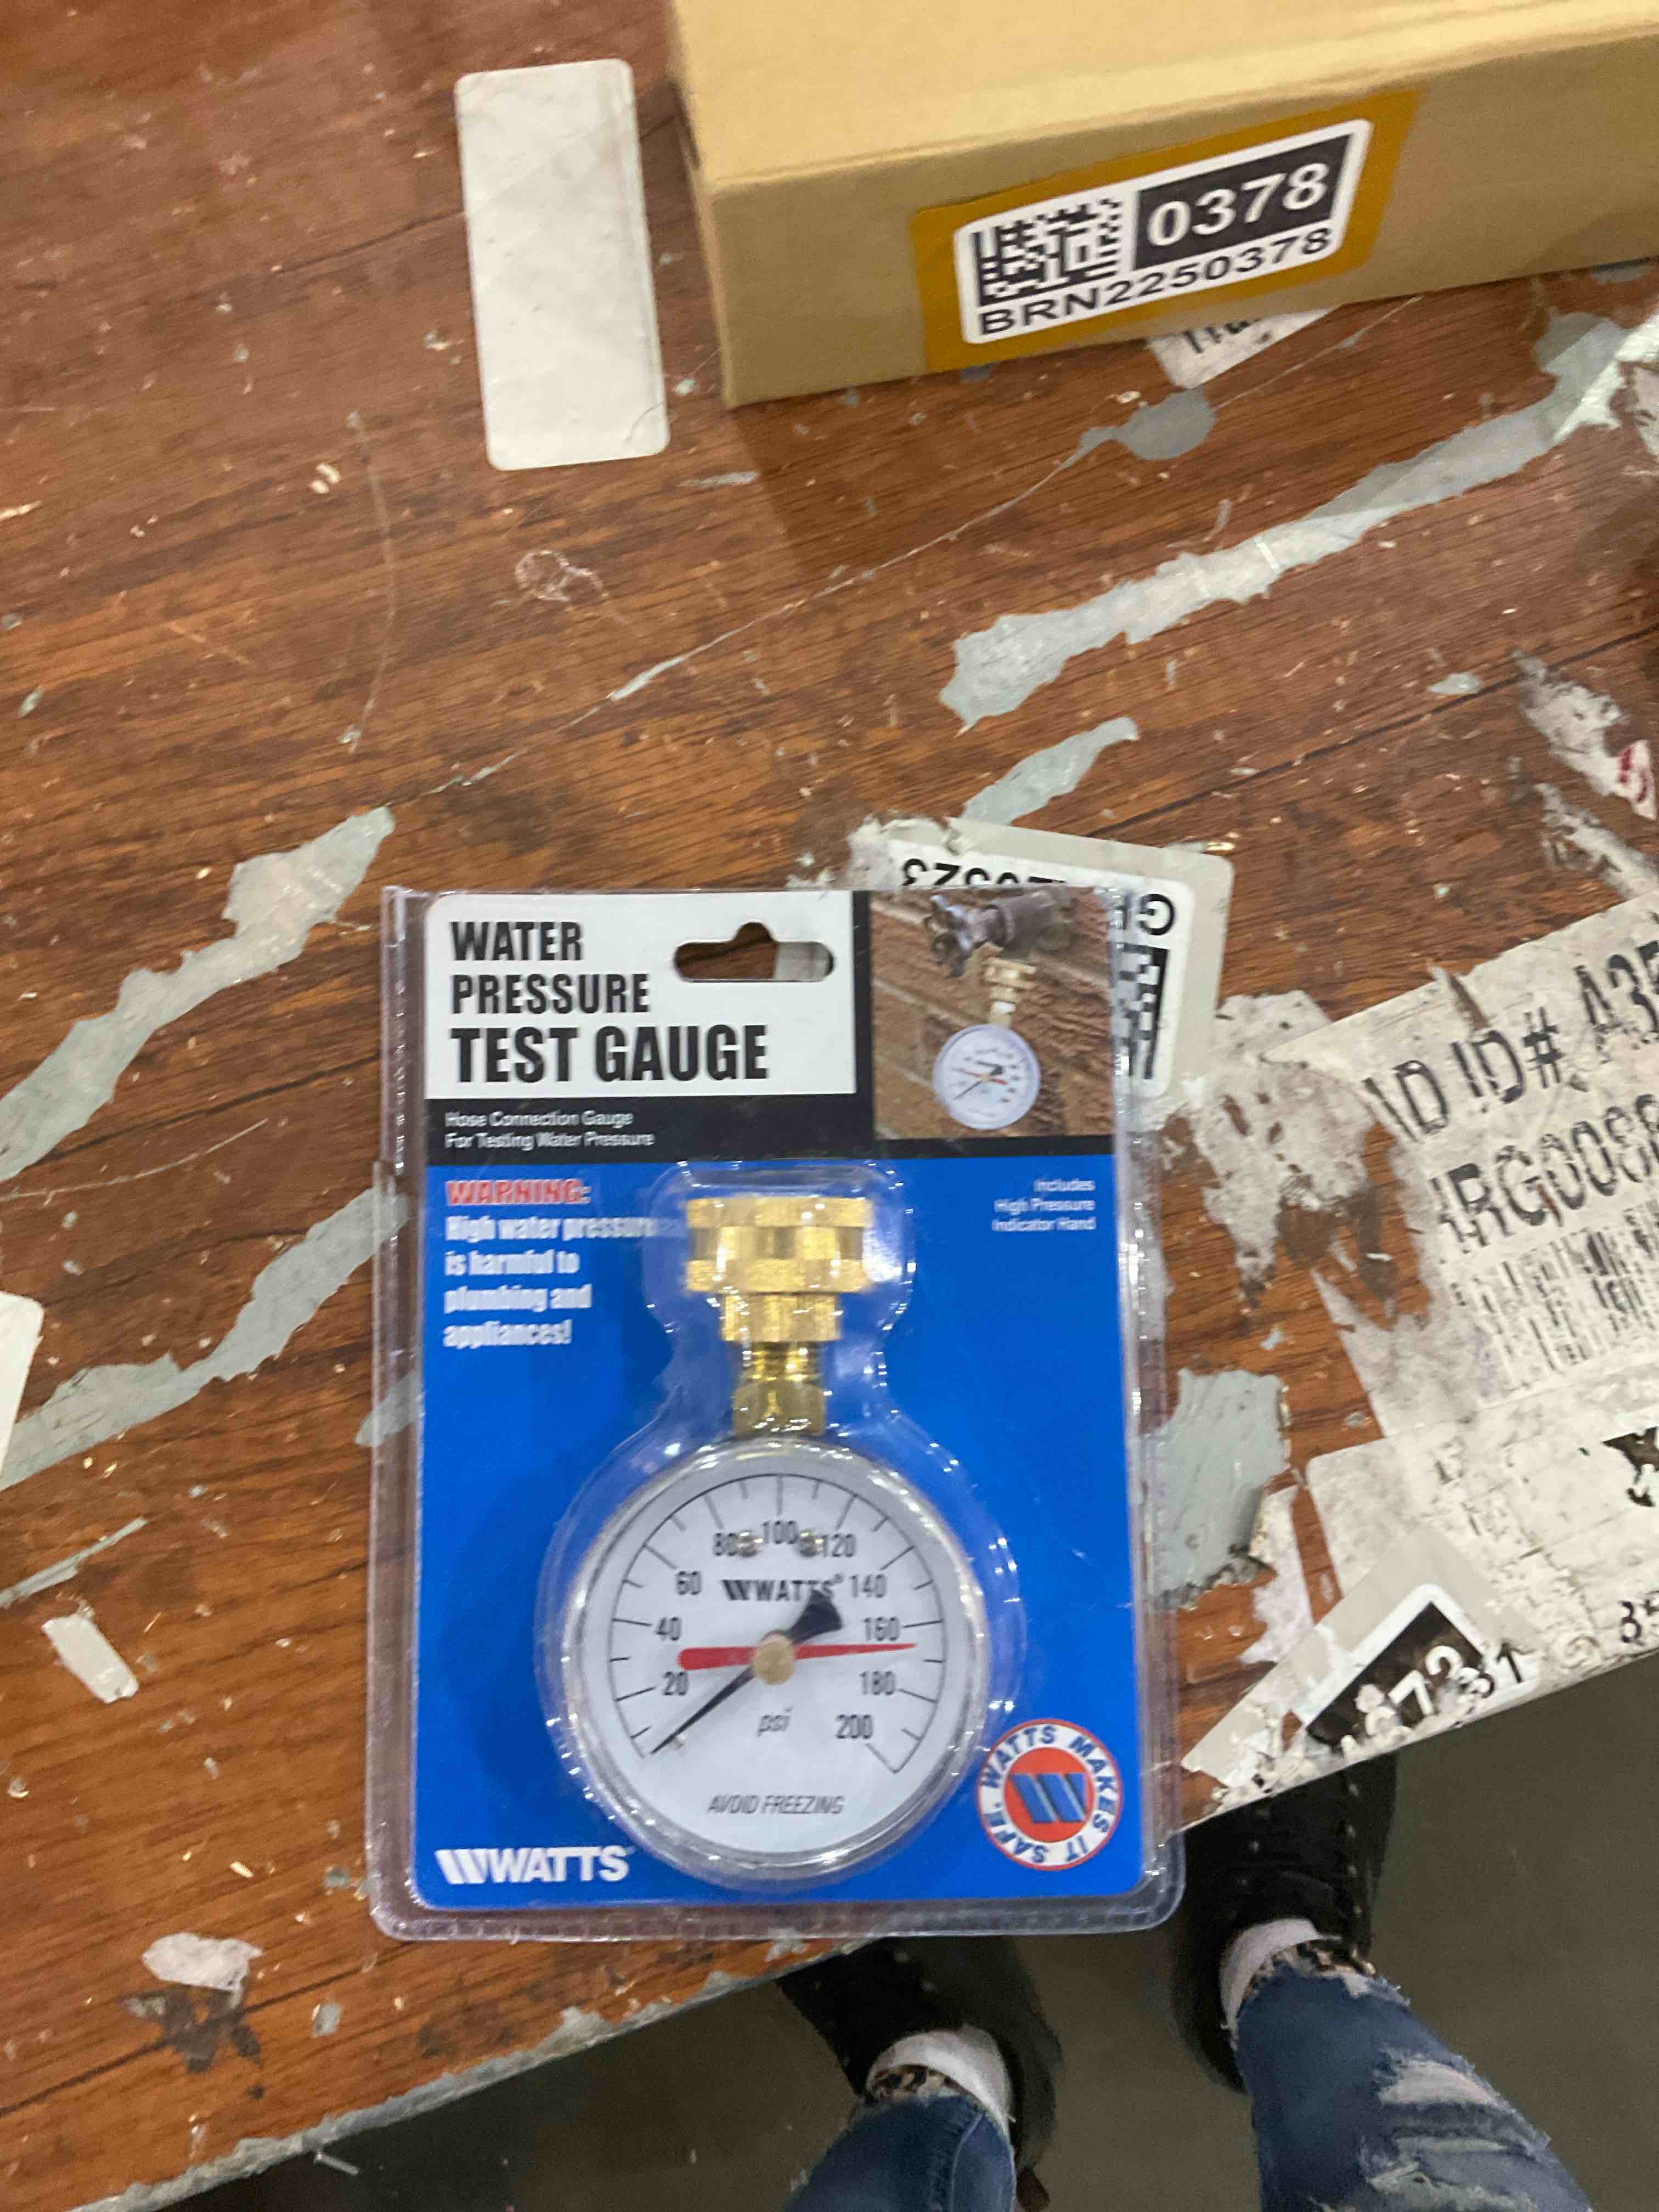 0378
BRN2250378
WATER
PRESSURE
TEST GAUGE
Hose Connection Gauge
For Testing Water Pressure
WARNING:
High water pressure
is harmful to
plumbing and
appliances!
Includes
High Pressure
Indicator Hand
80 100 120
60 WATTS® 140
40 160
20 180
psi 200
AVOID FREEZING
WATTS
WATTS MAKES IT SAFE.
ID#